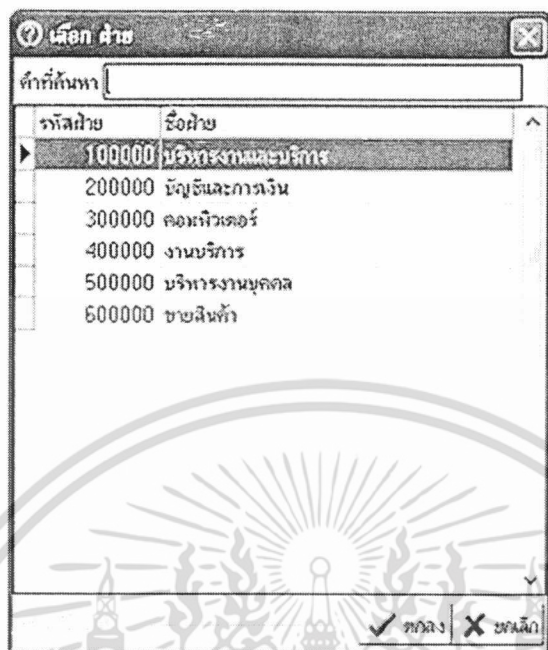 เลือก ฝ่าย
คำที่ค้นหา
รหัสฝ่าย ชื่อฝ่าย
100000 บริหารงานและบริการ
200000 บัญชีและการเงิน
300000 คอมพิวเตอร์
400000 งานบริการ
500000 บริหารงานบุคคล
600000 ขายสินค้า
ตกลง ยกเลิก